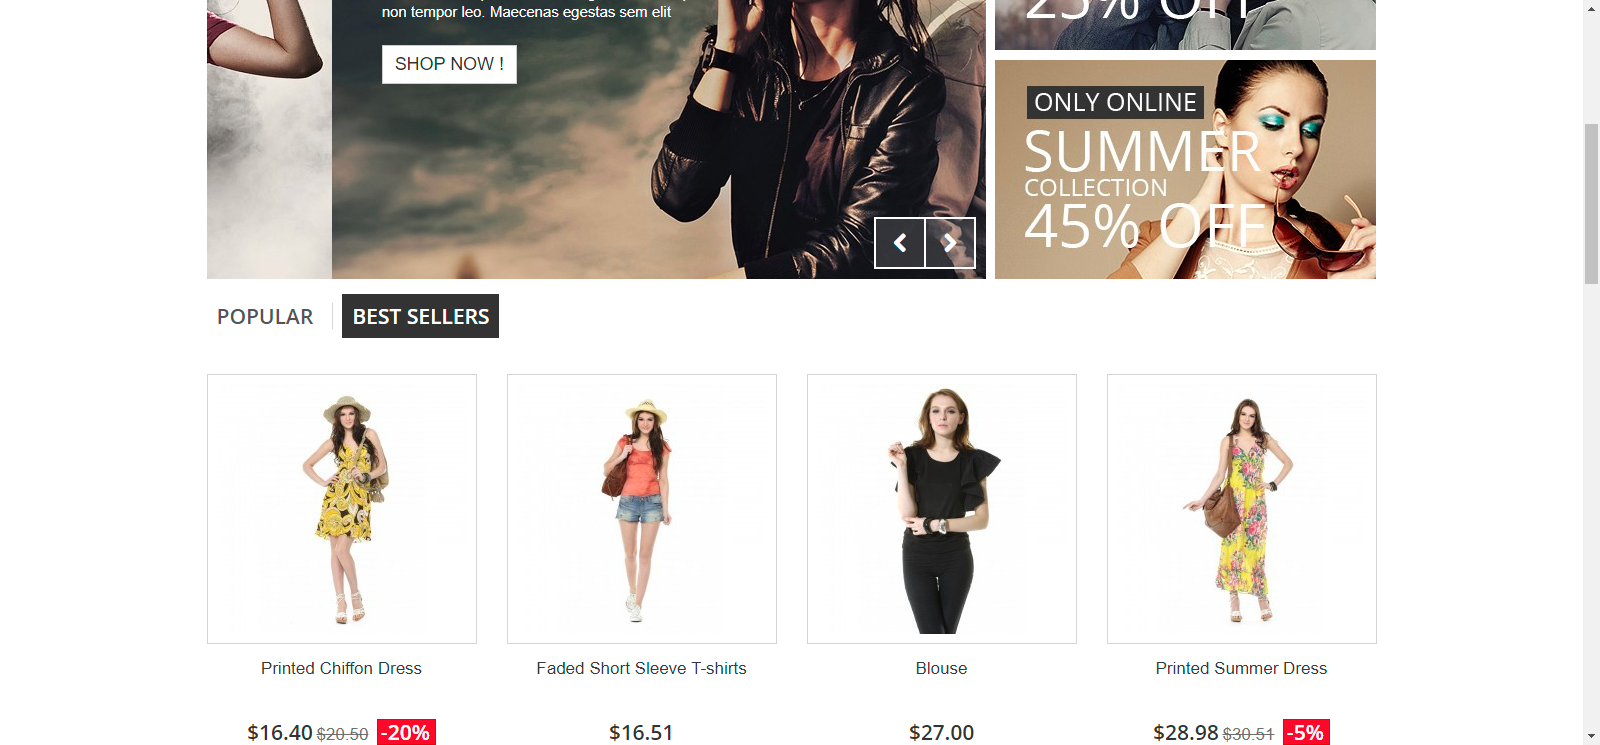 non tempor leo. Maecenas egestas sem elit
SHOP NOW !
25% OFF
ONLY ONLINE
SUMMER
COLLECTION
45% OFF
POPULAR
BEST SELLERS
Printed Chiffon Dress
$16.40 $20.50 -20%
Faded Short Sleeve T-shirts
$16.51
Blouse
$27.00
Printed Summer Dress
$28.98 $30.51 -5%